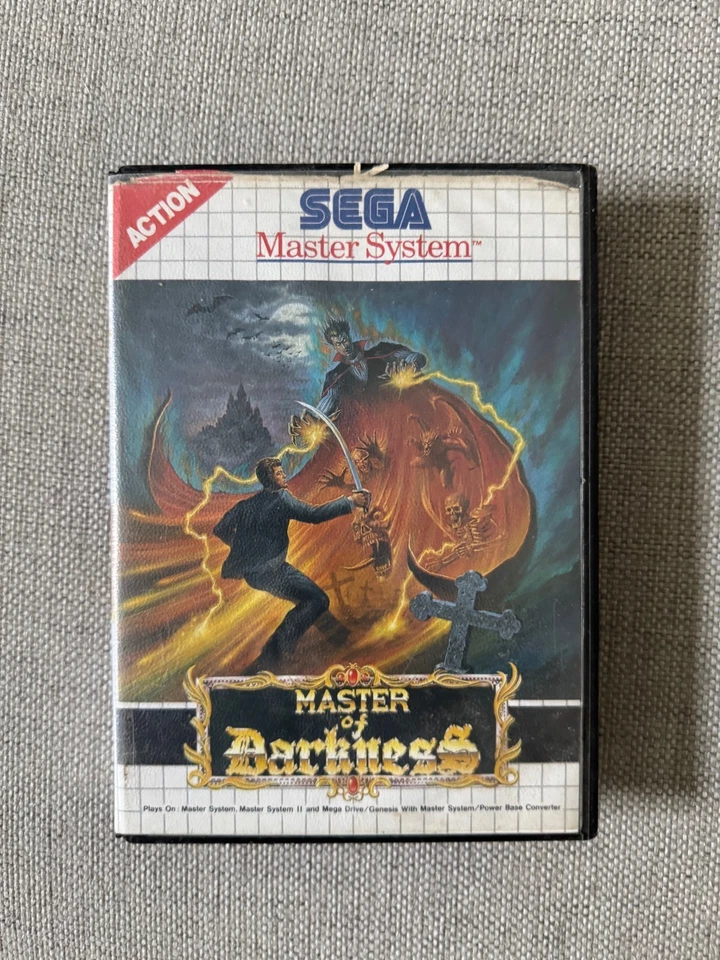 ACTION
SEGA
Master System™
MASTER
of
Darkness
Plays On: Master System, Master System II and Mega Drive/Genesis With Master System/Power Base Converter